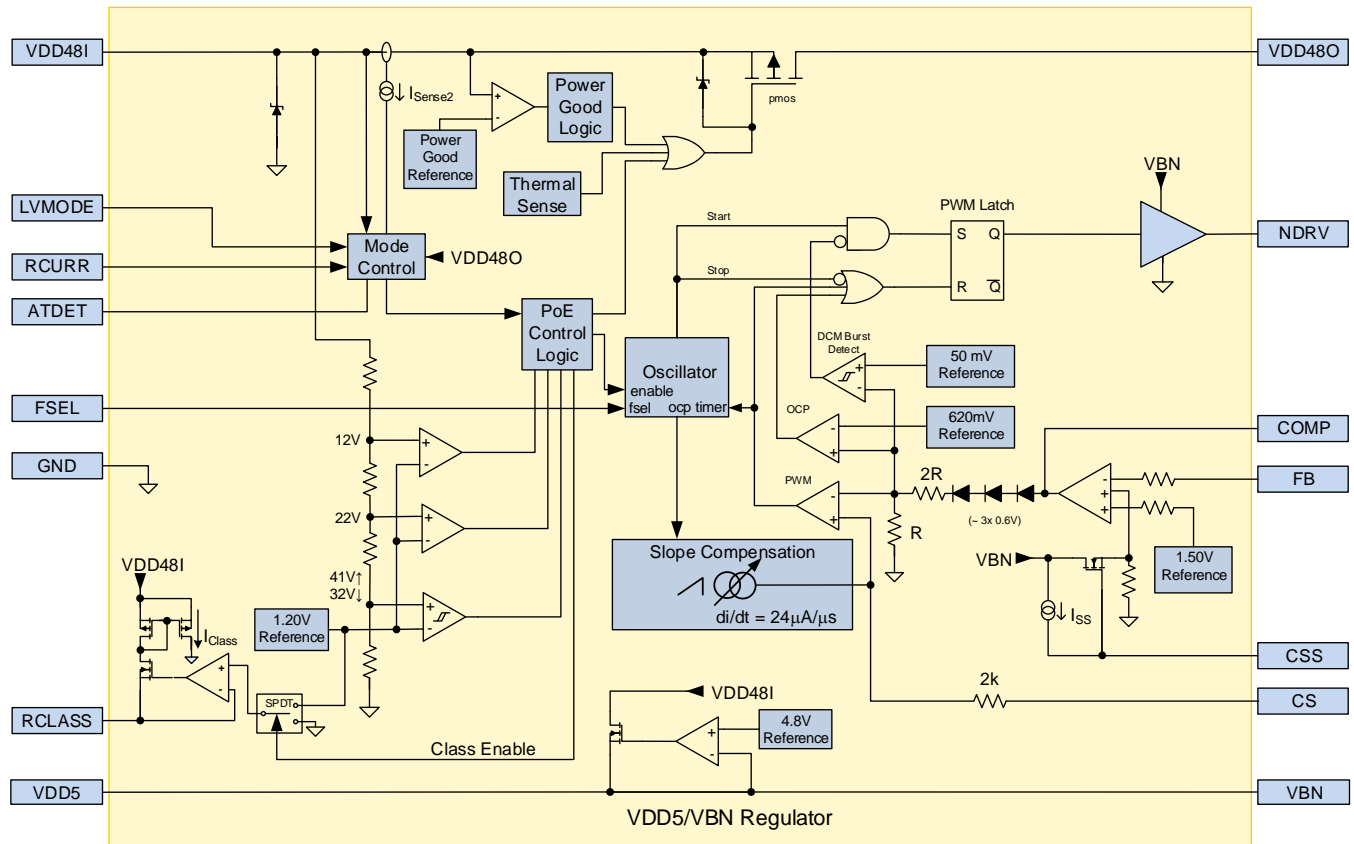 VDD48I
VDD48O
ISense2
Power
Good
Logic
pmos
Power
Good
Reference
Thermal
Sense
VBN
LVMODE
PWM Latch
Start
S Q
NDRV
Mode
Control
VDD48O
RCURR
Stop
R Q
ATDET
PoE
Control
Logic
DCM Burst
Detect
50 mV
Reference
Oscillator
enable
fsel ocp timer
FSEL
OCP
620mV
Reference
COMP
12V
GND
2R
FB
PWM
(~ 3x 0.6V)
22V
R
Slope Compensation
di/dt = 24µA/µs
VBN
1.50V
Reference
VDD48I
41V↑
32V↓
1.20V
Reference
IClass
ISS
CSS
2k
CS
RCLASS
SPDT
VDD48I
4.8V
Reference
Class Enable
VDD5
VBN
VDD5/VBN Regulator